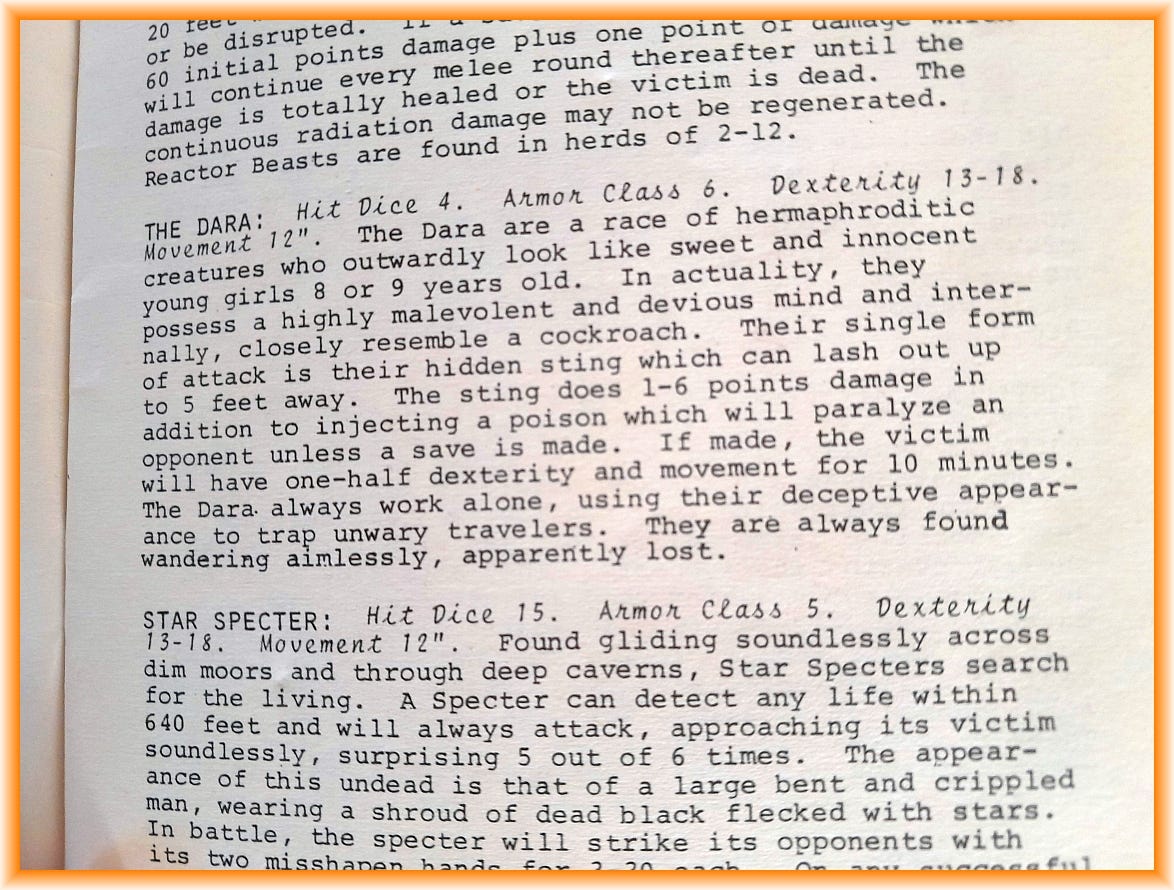 20 feet
or be disrupted. If a
60 initial points damage plus one point of damage which
will continue every melee round thereafter until the
damage is totally healed or the victim is dead. The
continuous radiation damage may not be regenerated.
Reactor Beasts are found in herds of 2-12.
THE DARA: Hit Dice 4. Armor Class 6. Dexterity 13-18.
Movement 12". The Dara are a race of hermaphroditic
creatures who outwardly look like sweet and innocent
young girls 8 or 9 years old. In actuality, they
possess a highly malevolent and devious mind and inter-
nally, closely resemble a cockroach. Their single form
of attack is their hidden sting which can lash out up
to 5 feet away. The sting does 1-6 points damage in
addition to injecting a poison which will paralyze an
opponent unless a save is made. If made, the victim
will have one-half dexterity and movement for 10 minutes.
The Dara always work alone, using their deceptive appear-
ance to trap unwary travelers. They are always found
wandering aimlessly, apparently lost.
STAR SPECTER: Hit Dice 15. Armor Class 5. Dexterity
13-18. Movement 12". Found gliding soundlessly across
dim moors and through deep caverns, Star Specters search
for the living. A Specter can detect any life within
640 feet and will always attack, approaching its victim
soundlessly, surprising 5 out of 6 times. The appear-
ance of this undead is that of a large bent and crippled
man, wearing a shroud of dead black flecked with stars.
In battle, the specter will strike its opponents with
its two misshapen hands for 2-20 each. On any successful